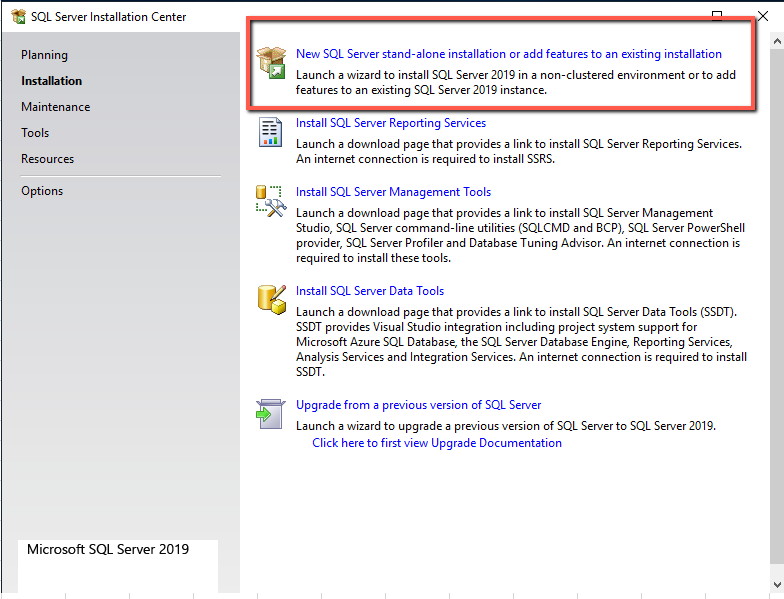 SQL Server Installation Center
Planning
Installation
Maintenance
Tools
Resources
Options
New SQL Server stand-alone installation or add features to an existing installation
Launch a wizard to install SQL Server 2019 in a non-clustered environment or to add
features to an existing SQL Server 2019 instance.
Install SQL Server Reporting Services
Launch a download page that provides a link to install SQL Server Reporting Services.
An internet connection is required to install SSRS.
Install SQL Server Management Tools
Launch a download page that provides a link to install SQL Server Management
Studio, SQL Server command-line utilities (SQLCMD and BCP), SQL Server PowerShell
provider, SQL Server Profiler and Database Tuning Advisor. An internet connection is
required to install these tools.
Install SQL Server Data Tools
Launch a download page that provides a link to install SQL Server Data Tools (SSDT).
SSDT provides Visual Studio integration including project system support for
Microsoft Azure SQL Database, the SQL Server Database Engine, Reporting Services,
Analysis Services and Integration Services. An internet connection is required to install
SSDT.
Upgrade from a previous version of SQL Server
Launch a wizard to upgrade a previous version of SQL Server to SQL Server 2019.
Click here to first view Upgrade Documentation
Microsoft SQL Server 2019